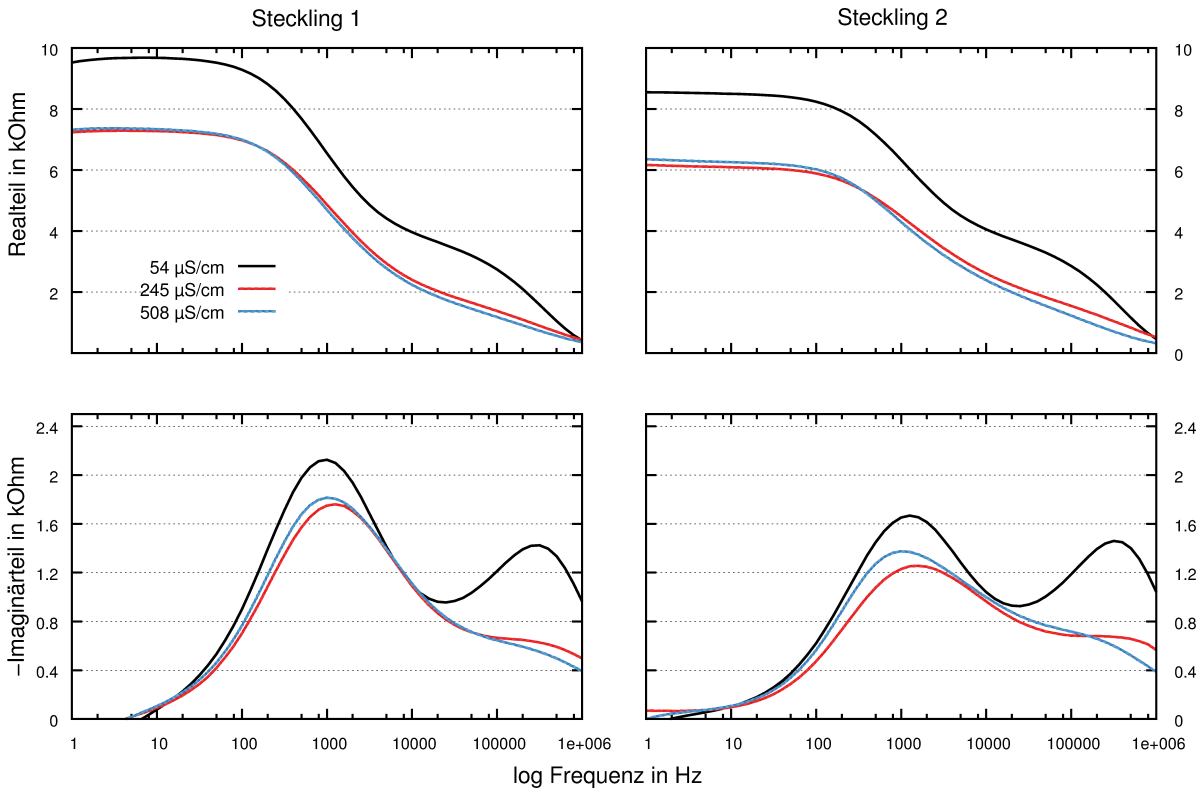 Steckling 1
Steckling 2
10
8
6
4
2
Realteil in kOhm
54 µS/cm
245 µS/cm
508 µS/cm
10
8
6
4
2
0
2.4
2
1.6
1.2
0.8
0.4
0
−Imaginärteil in kOhm
2.4
2
1.6
1.2
0.8
0.4
0
1 10 100 1000 10000 100000 1e+006
1 10 100 1000 10000 100000 1e+006
log Frequenz in Hz